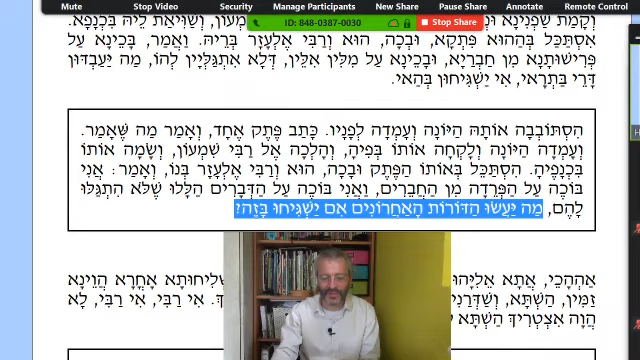 Mute
Stop Video
Security
Manage Participants
New Share
Pause Share
Annotate
Remote Control
ID: 848-0387-0030
Stop Share
וְקָמַת שַׁפְנִינָא
שִׁמְעוֹן, וְשַׁוִּיאַת לֵיהּ בְּכַנְפָא.
אִסְתַּכַּל בְּהַהוּא פִּתְקָא, וּבְכָה, הוּא וְרַבִּי אֶלְעָזָר בְּרֵיהּ. וְאָמַר, בָּכֵינָא עַל
פְּרִישׁוּתָנָא מִן חַבְרַיָּא, וּבָכֵינָא עַל מִלִּין אִלֵּין, דְּלָא אִתְגַּלְיָין לְהוֹ, מַה יַּעַבְדוּן
דָּרֵי בַּתְרָאֵי, אִי יַשְׁגִּיחוּן בְּהַאי.
הִסְתּוֹבְבָה אוֹתָהּ הַיּוֹנָה וְעָמְדָה לְפָנָיו. כָּתַב פֶּתֶק אֶחָד, וְאָמַר מַה שֶּׁאָמַר.
וְעָמְדָה הַיּוֹנָה וְלָקְחָה אוֹתוֹ בְּפִיהָ, וְהָלְכָה אֶל רַבִּי שִׁמְעוֹן, וְשָׂמָה אוֹתוֹ
בִּכְנָפֶיהָ. הִסְתַּכֵּל בְּאוֹתוֹ הַפֶּתֶק וּבָכָה, הוּא וְרַבִּי אֶלְעָזָר בְּנוֹ, וְאָמַר: אֲנִי
בּוֹכֶה עַל הַפְּרֵדָה מִן הַחֲבֵרִים, וַאֲנִי בּוֹכֶה עַל הַדְּבָרִים הַלָּלוּ שֶׁלֹּא הִתְגַּלּוּ
לָהֶם, מַה יַּעֲשׂוּ הַדּוֹרוֹת הָאַחֲרוֹנִים אִם יַשְׁגִּיחוּ בָּזֶה?
אַדְּהָכִי, אָתָא אֵלִיָּהוּ
שְׁלִיחוּתָא אָחֳרָא הֲוֵינָא
זַמִּין, הַשְׁתָּא, וְשַׁדְּרַנִי
אִי רַבִּי, אִי רַבִּי, לָא
הֲוָה אִצְטְרִיךְ הַשְׁתָּא